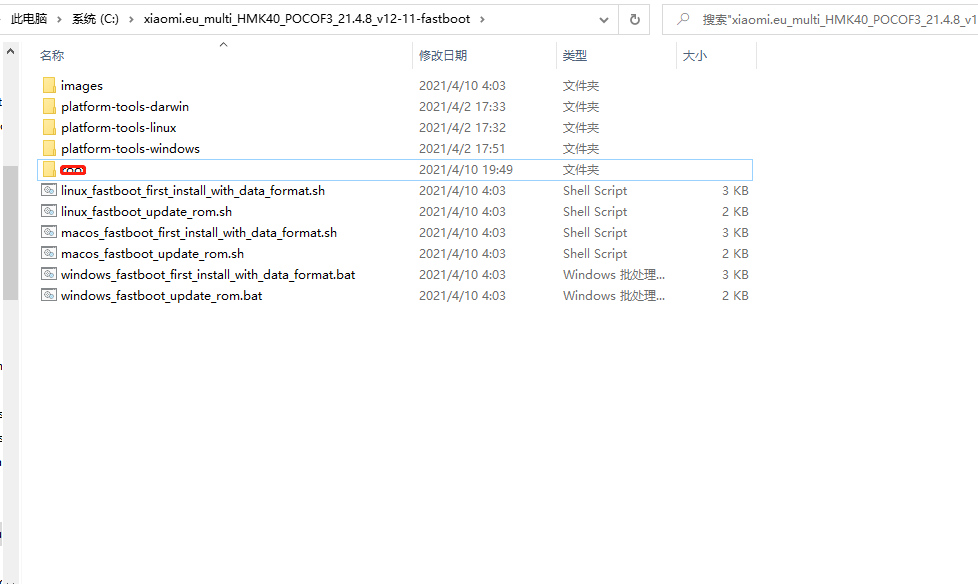 此电脑 › 系统 (C:) › xiaomi.eu_multi_HMK40_POCOF3_21.4.8_v12-11-fastboot ›
搜索"xiaomi.eu_multi_HMK40_POCOF3_21.4.8_v1
名称 修改日期 类型 大小
images 2021/4/10 4:03 文件夹
platform-tools-darwin 2021/4/2 17:33 文件夹
platform-tools-linux 2021/4/2 17:32 文件夹
platform-tools-windows 2021/4/2 17:51 文件夹
2021/4/10 19:49 文件夹
linux_fastboot_first_install_with_data_format.sh 2021/4/10 4:03 Shell Script 3 KB
linux_fastboot_update_rom.sh 2021/4/10 4:03 Shell Script 2 KB
macos_fastboot_first_install_with_data_format.sh 2021/4/10 4:03 Shell Script 3 KB
macos_fastboot_update_rom.sh 2021/4/10 4:03 Shell Script 2 KB
windows_fastboot_first_install_with_data_format.bat 2021/4/10 4:03 Windows 批处理... 3 KB
windows_fastboot_update_rom.bat 2021/4/10 4:03 Windows 批处理... 2 KB